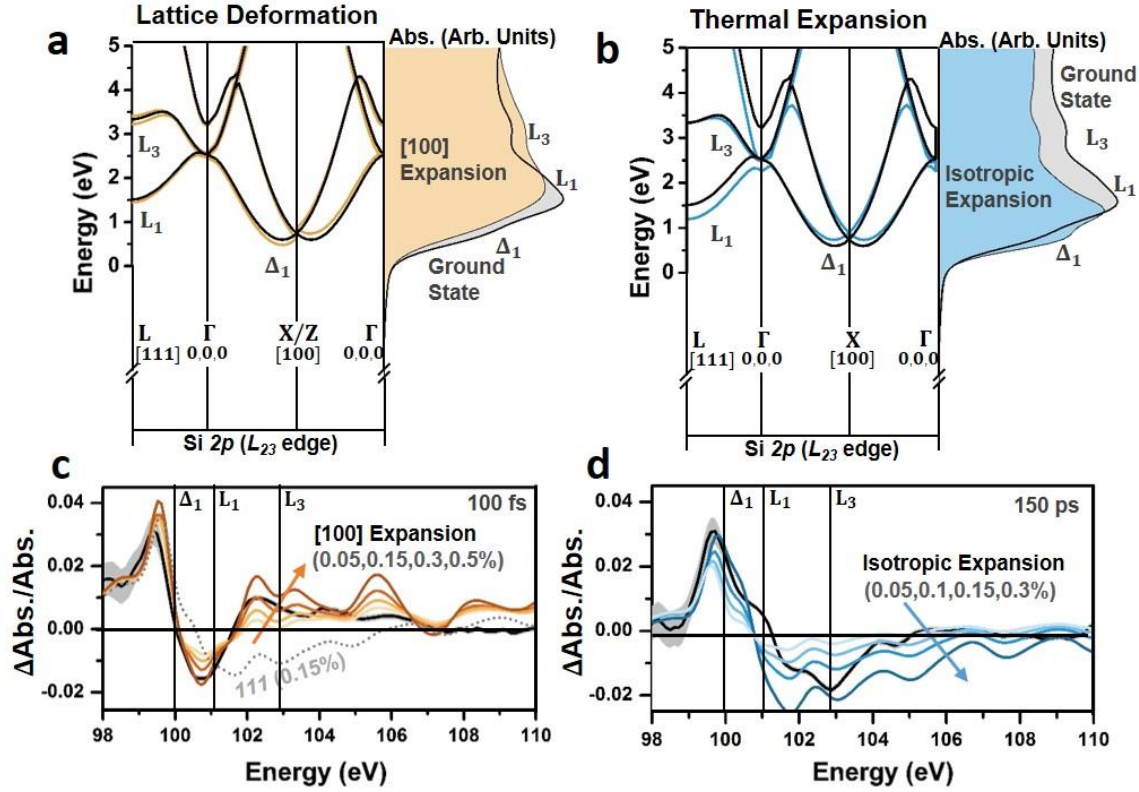 Lattice Deformation
a
Abs. (Arb. Units)
5
4
3
2
1
0
Energy (eV)
L₃
L₁
Δ₁
[100]
Expansion
L₃
L₁
Δ₁
Ground
State
L Γ X/Z Γ
[111] 0,0,0 [100] 0,0,0
Si 2p (L₂₃ edge)
Thermal Expansion
b
Abs. (Arb. Units)
5
4
3
2
1
0
Energy (eV)
L₃
L₁
Δ₁
Ground
State
L₃
L₁
Isotropic
Expansion
Δ₁
L Γ X Γ
[111] 0,0,0 [100] 0,0,0
Si 2p (L₂₃ edge)
c
ΔAbs./Abs.
0.04
0.02
0.00
-0.02
Δ₁ L₁ L₃
100 fs
[100] Expansion
(0.05,0.15,0.3,0.5%)
111 (0.15%)
98 100 102 104 106 108 110
Energy (eV)
d
ΔAbs./Abs.
0.04
0.02
0.00
-0.02
Δ₁ L₁ L₃
150 ps
Isotropic Expansion
(0.05,0.1,0.15,0.3%)
98 100 102 104 106 108 110
Energy (eV)